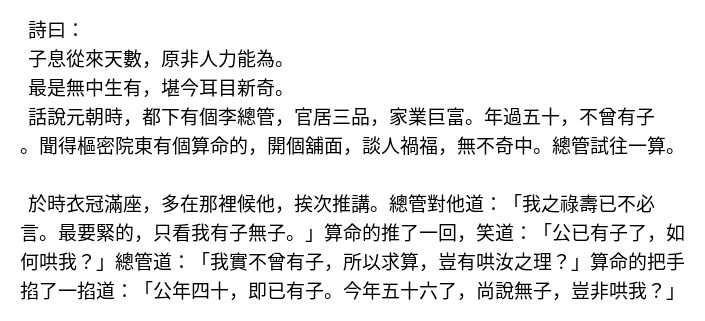 詩曰：
子息從來天數，原非人力能為。
最是無中生有，堪今耳目新奇。
話說元朝時，都下有個李總管，官居三品，家業巨富。年過五十，不曾有子
。聞得樞密院東有個算命的，開個舖面，談人禍福，無不奇中。總管試往一算。
於時衣冠滿座，多在那裡候他，挨次推講。總管對他道：「我之祿壽已不必
言。最要緊的，只看我有子無子。」算命的推了一回，笑道：「公已有子了，如
何哄我？」總管道：「我實不曾有子，所以求算，豈有哄汝之理？」算命的把手
掐了一掐道：「公年四十，即已有子。今年五十六了，尚說無子，豈非哄我？」